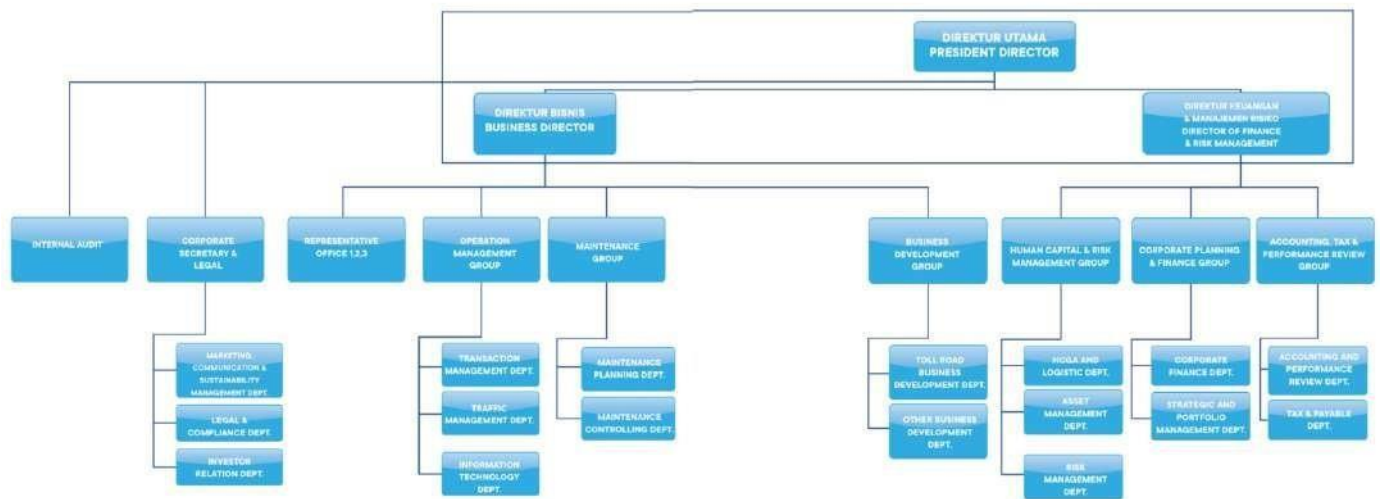 DIREKTUR UTAMA
PRESIDENT DIRECTOR
DIREKTUR BISNIS
BUSINESS DIRECTOR
DIREKTUR KEUANGAN
& MANAJEMEN RISIKO
DIRECTOR OF FINANCE
& RISK MANAGEMENT
INTERNAL AUDIT
CORPORATE
SECRETARY &
LEGAL
REPRESENTATIVE
OFFICE 1,2,3
OPERATION
MANAGEMENT
GROUP
MAINTENANCE
GROUP
BUSINESS
DEVELOPMENT
GROUP
HUMAN CAPITAL & RISK
MANAGEMENT GROUP
CORPORATE PLANNING
& FINANCE GROUP
ACCOUNTING, TAX &
PERFORMANCE REVIEW
GROUP
MARKETING,
COMMUNICATION &
SUSTAINABILITY
MANAGEMENT DEPT.
LEGAL &
COMPLIANCE DEPT.
INVESTOR
RELATION DEPT.
TRANSACTION
MANAGEMENT DEPT.
TRAFFIC
MANAGEMENT DEPT.
INFORMATION
TECHNOLOGY
DEPT.
MAINTENANCE
PLANNING DEPT.
MAINTENANCE
CONTROLLING DEPT.
TOLL ROAD
BUSINESS
DEVELOPMENT DEPT.
OTHER BUSINESS
DEVELOPMENT
DEPT.
HCGA AND
LOGISTIC DEPT.
ASSET
MANAGEMENT
DEPT.
RISK
MANAGEMENT
DEPT.
CORPORATE
FINANCE DEPT.
STRATEGIC AND
PORTFOLIO
MANAGEMENT DEPT.
ACCOUNTING AND
PERFORMANCE
REVIEW DEPT.
TAX & PAYABLE
DEPT.